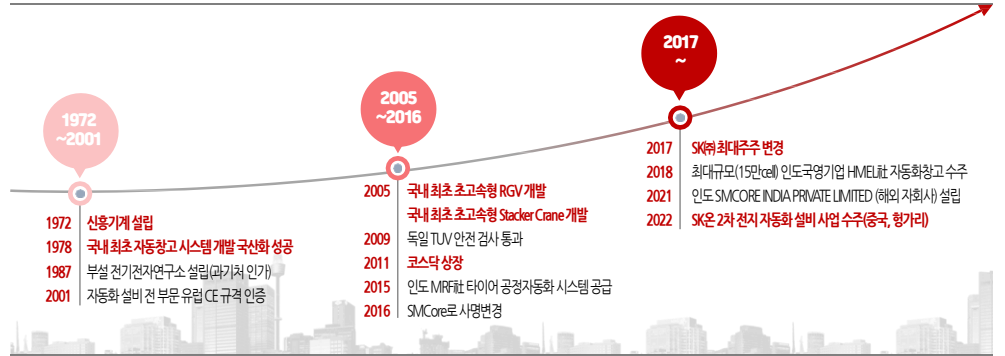 1972
~2001
1972 신흥기계 설립
1978 국내 최초 자동창고 시스템 개발 국산화 성공
1987 부설 전기전자연구소 설립(과기처 인가)
2001 자동화 설비 전 부문 유럽 CE 규격 인증
2005
~2016
2005 국내 최초 초고속형 RGV 개발
국내 최초 초고속형 Stacker Crane 개발
2009 독일 TUV 안전 검사 통과
2011 코스닥 상장
2015 인도 MRF社 타이어 공정자동화 시스템 공급
2016 SMCore로 사명변경
2017
~
2017 SK㈜ 최대주주 변경
2018 최대규모(15만cell) 인도국영기업 HMEL社 자동화창고 수주
2021 인도 SMCORE INDIA PRIVATE LIMITED (해외 자회사) 설립
2022 SK온 2차 전지 자동화 설비 사업 수주(중국, 헝가리)